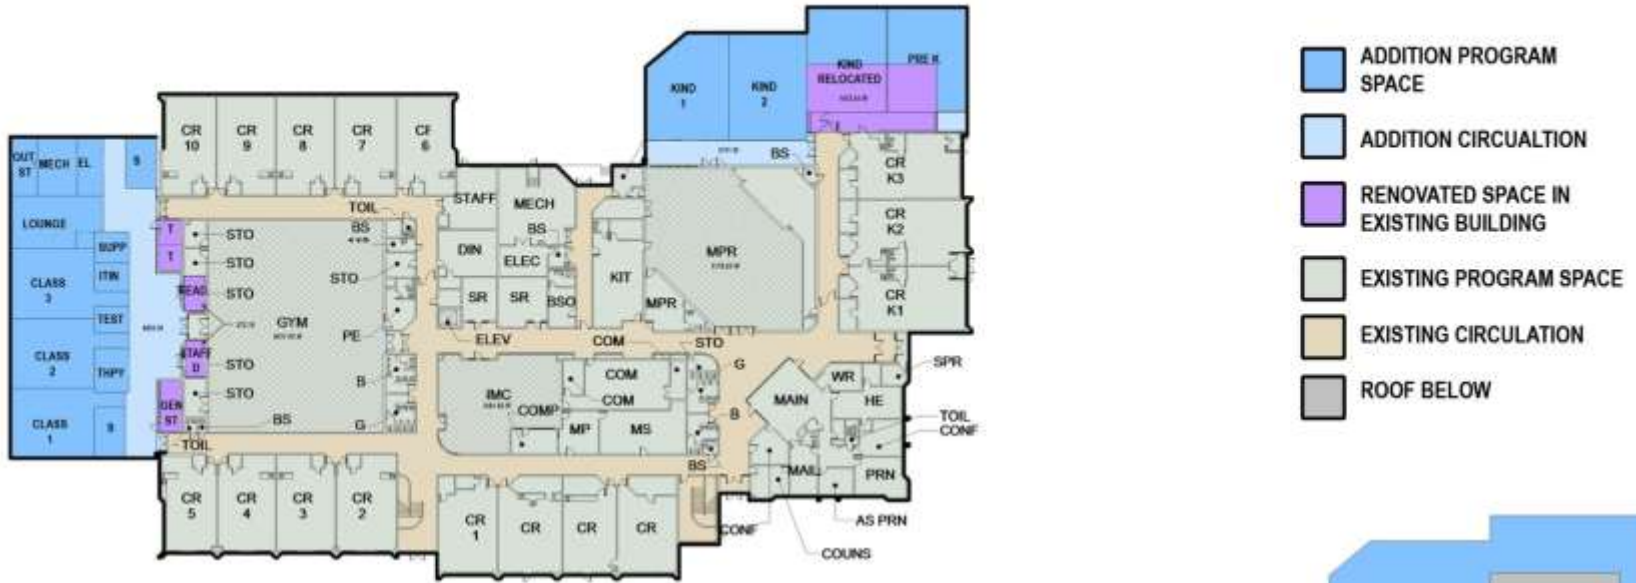 ADDITION PROGRAM
SPACE
ADDITION CIRCUALTION
RENOVATED SPACE IN
EXISTING BUILDING
EXISTING PROGRAM SPACE
EXISTING CIRCULATION
ROOF BELOW
KIND
1
KIND
2
KIND
RELOCATED
PRE K
BS
CR
10
CR
9
CR
8
CR
7
6
CR
K3
CR
K2
CR
K1
OUT
ST
MECH
EL
S
LOUNGE
SUPP
CLASS
3
ITIN
TEST
CLASS
2
THPY
CLASS
1
T
T
READ
STAFF
D
GEN
ST
STO
STO
STO
STO
STO
GYM
BS
TOIL
TOIL
BS
STO
PE
B
G
STAFF
MECH
BS
DIN
ELEC
SR
SR
BSO
ELEV
KIT
MPR
MPR
COM
STO
G
IMC
COMP
COM
COM
MP
MS
B
BS
MAIN
WR
SPR
HE
TOIL
CONF
MAIL
PRN
AS PRN
CONF
COUNS
CR
5
CR
4
CR
3
CR
2
CR
1
CR
CR
CR